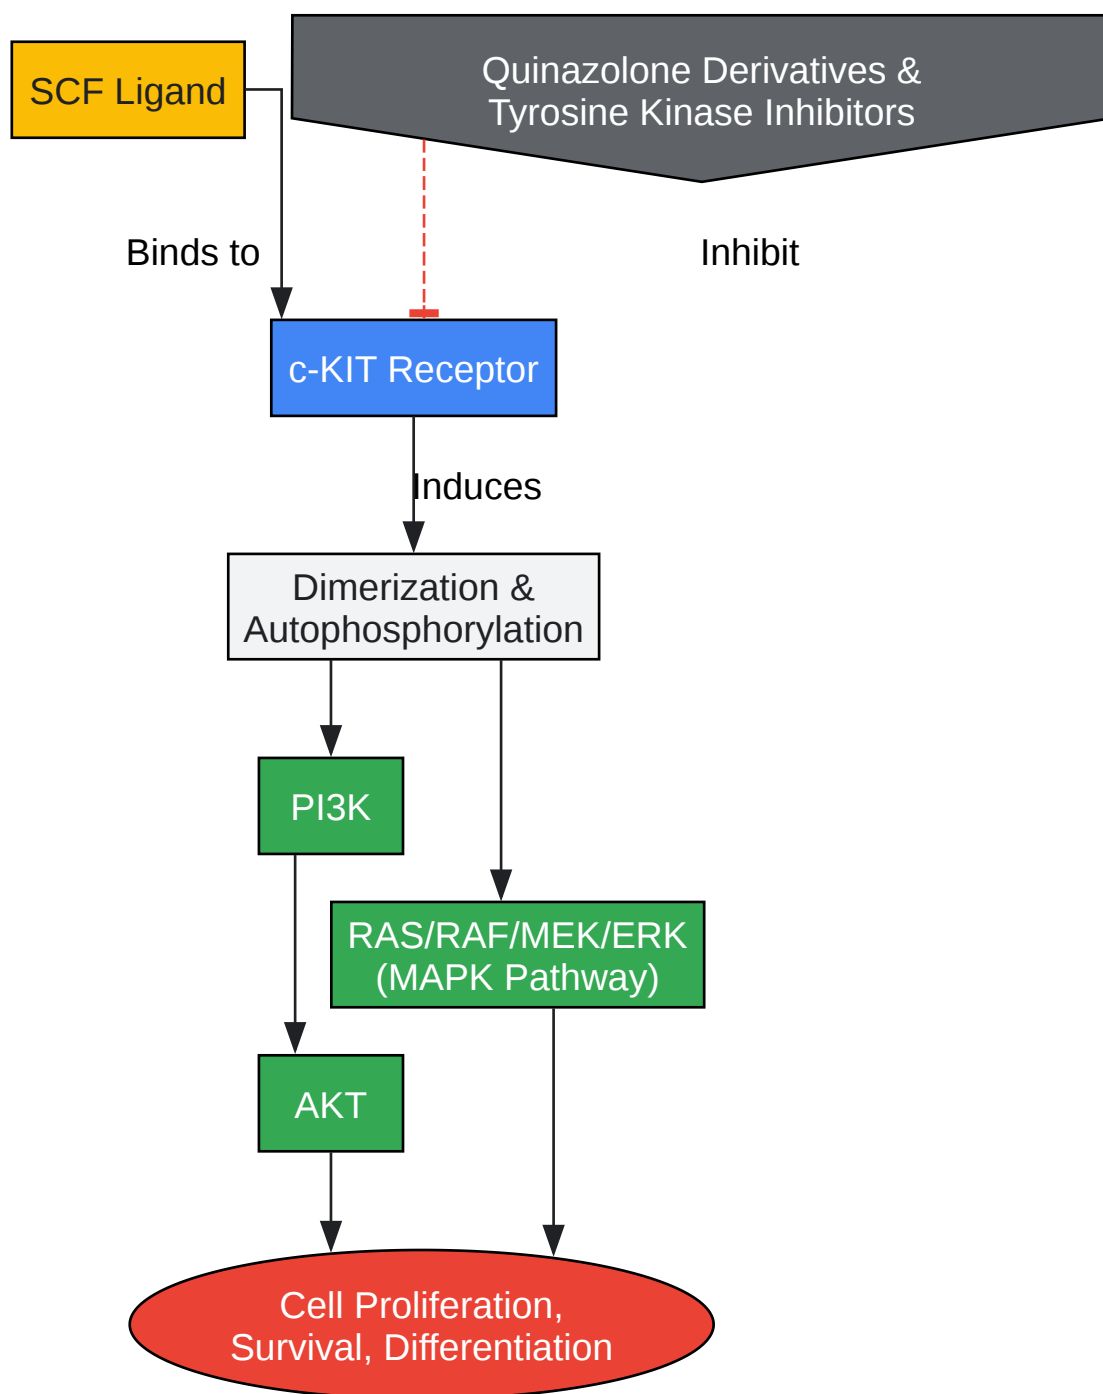 SCF Ligand
Quinazolone Derivatives &
Tyrosine Kinase Inhibitors
Binds to
Inhibit
c-KIT Receptor
Induces
Dimerization &
Autophosphorylation
PI3K
RAS/RAF/MEK/ERK
(MAPK Pathway)
AKT
Cell Proliferation,
Survival, Differentiation